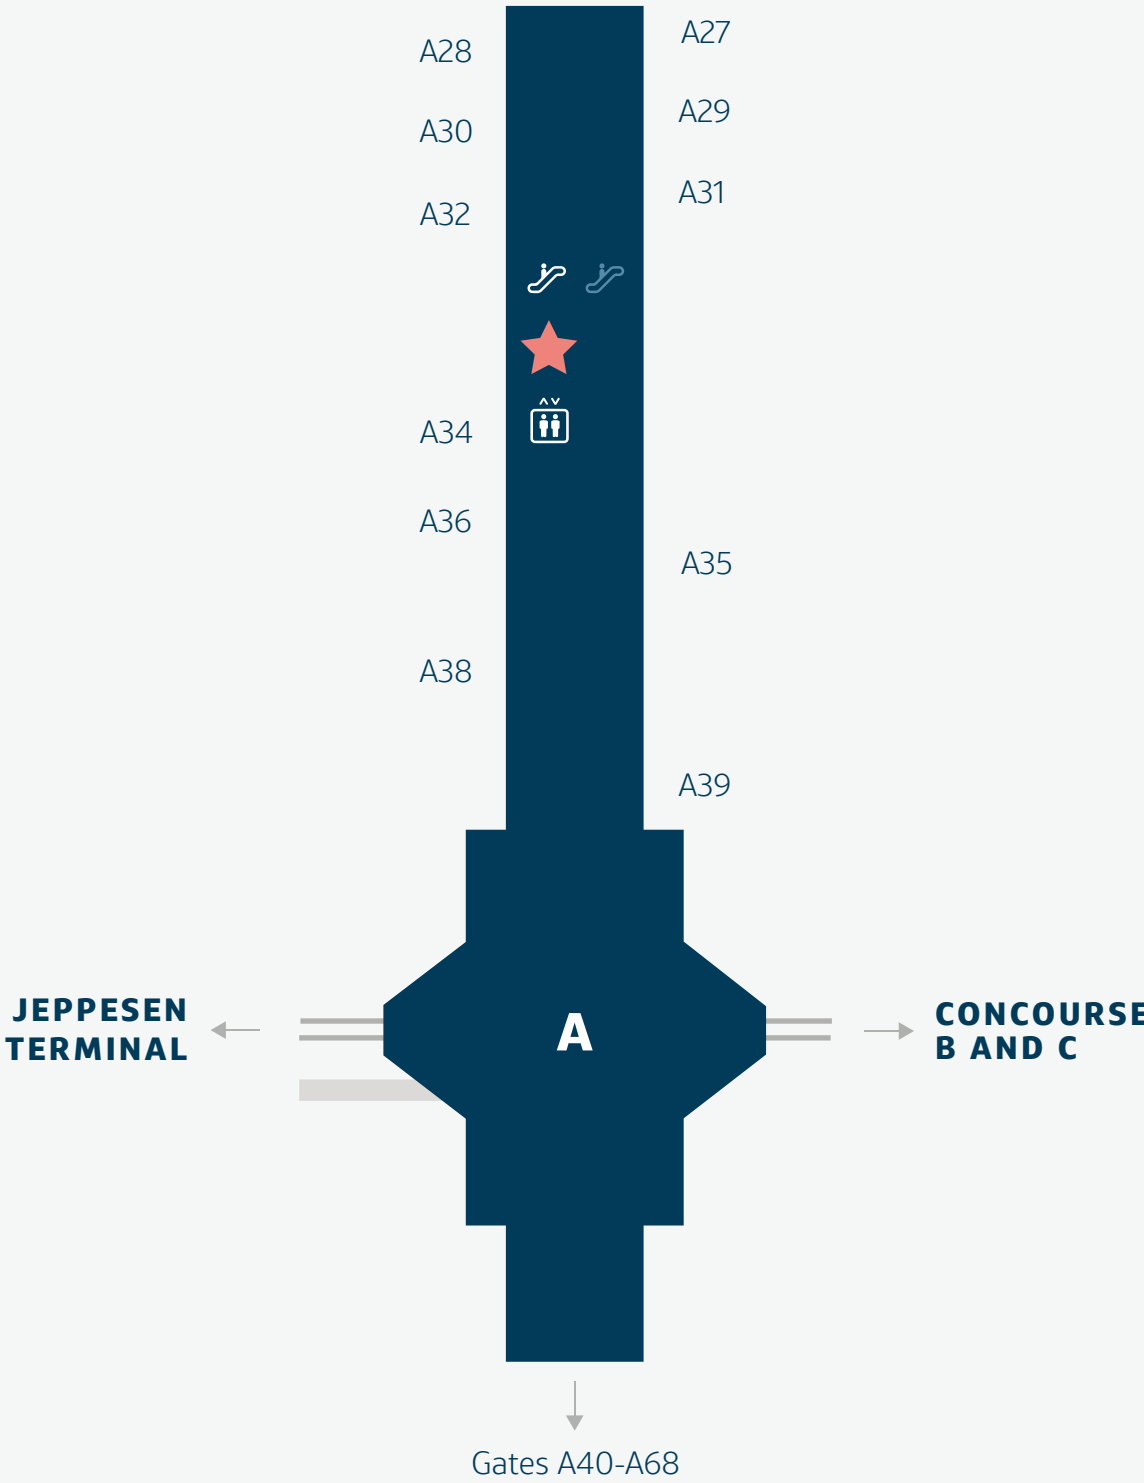 A27
A28
A29
A30
A31
A32
A34
A36
A35
A38
A39
JEPPESEN
TERMINAL
A
CONCOURSE
B AND C
Gates A40-A68